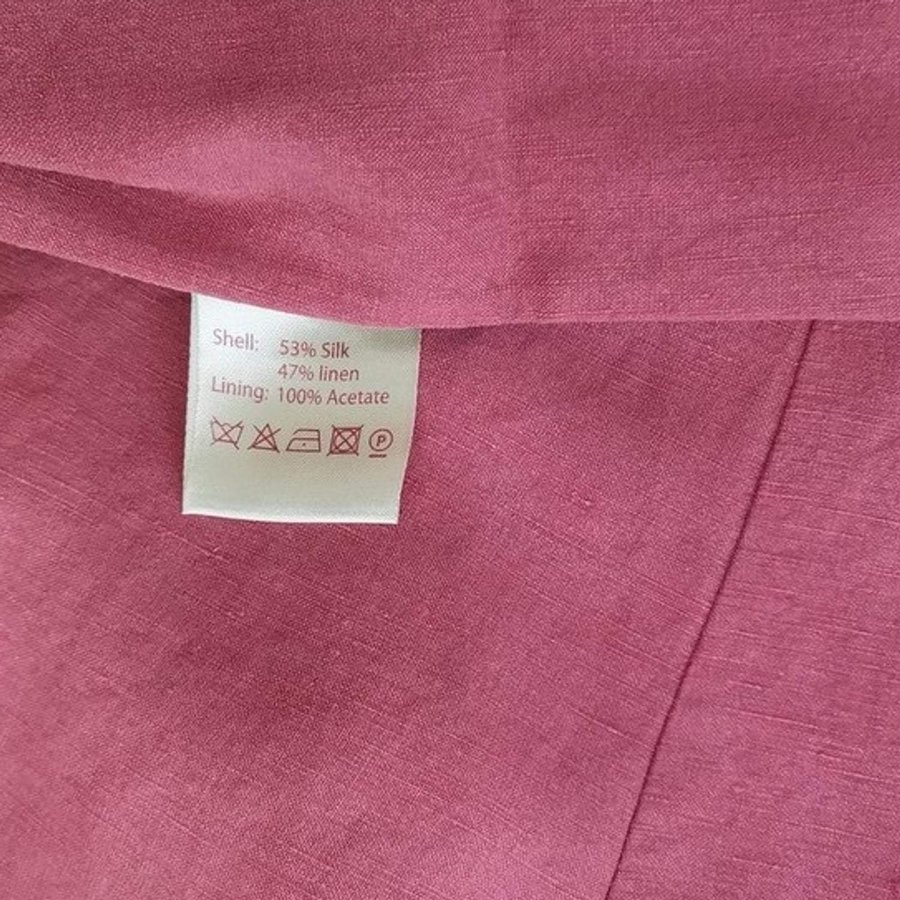 Shell: 53% Silk
47% linen
Lining: 100% Acetate
P